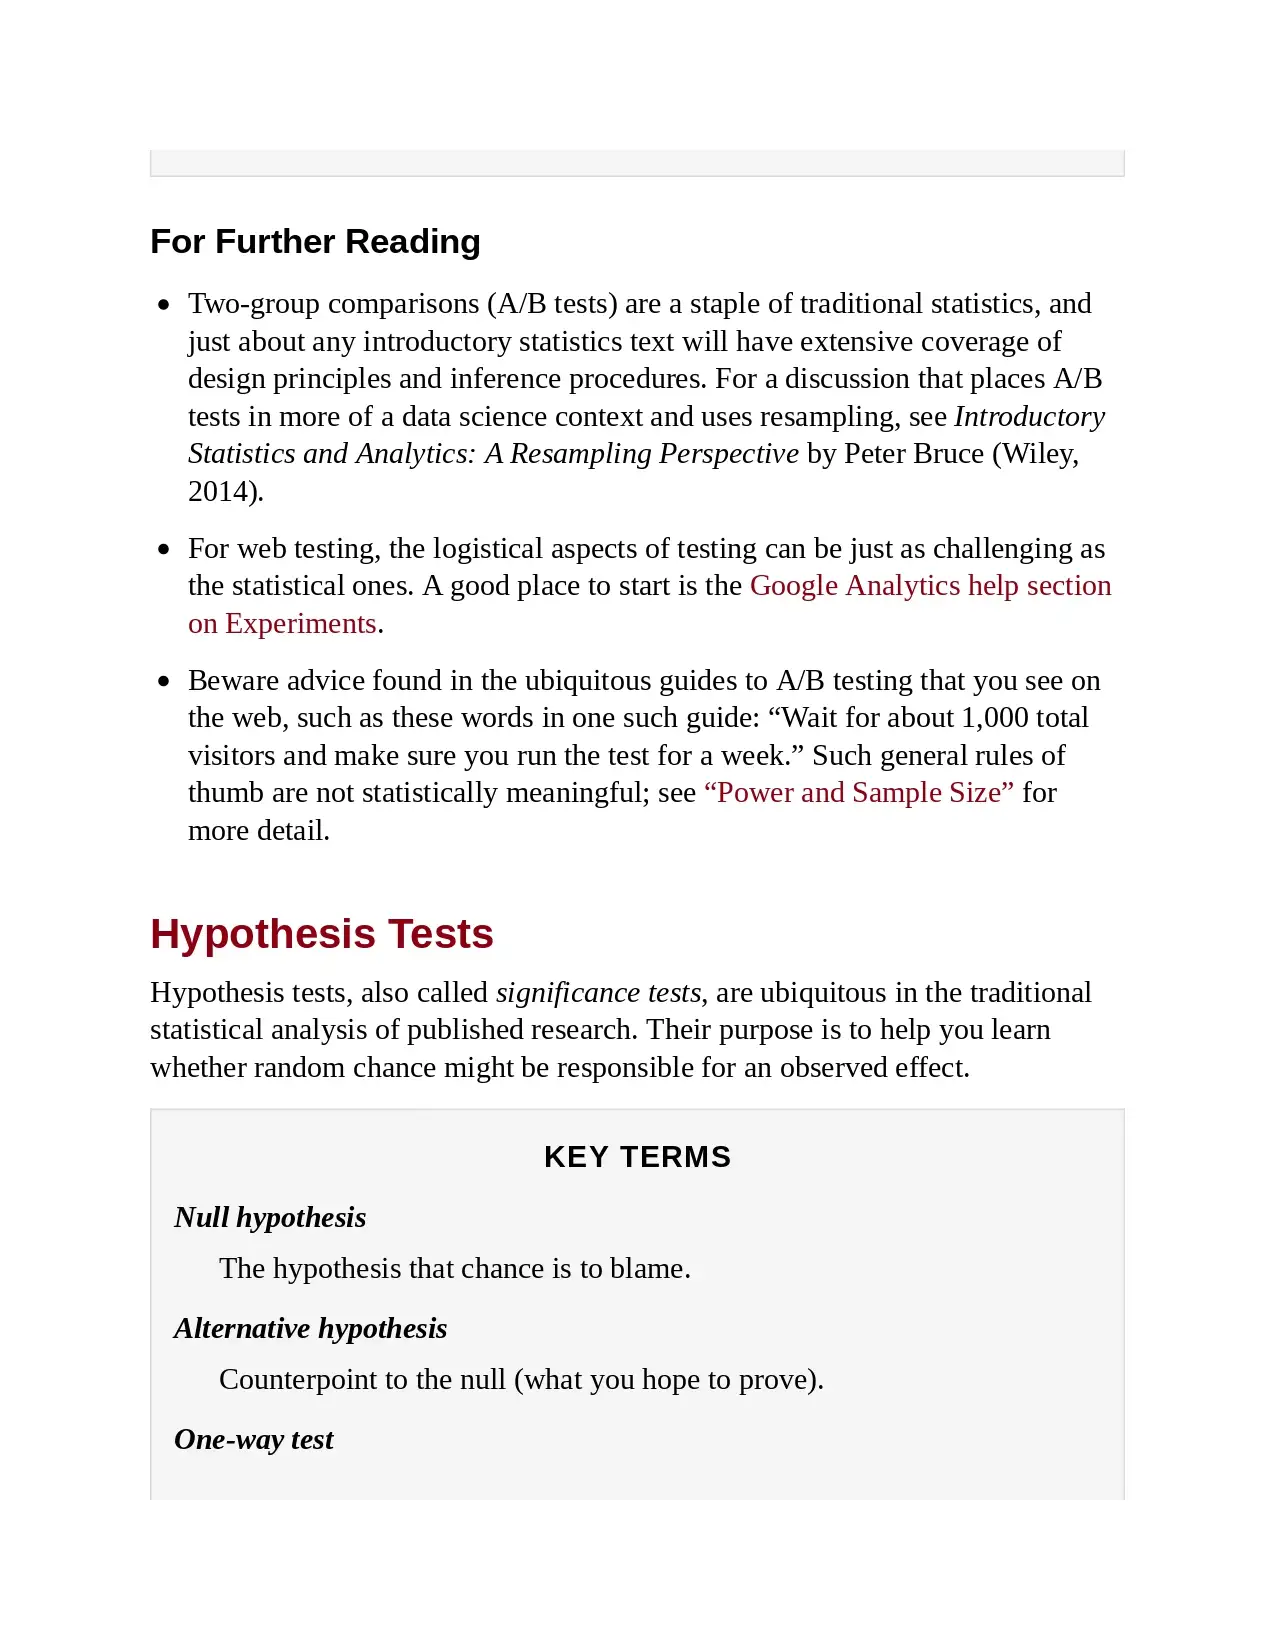 For Further Reading
Two-group comparisons (A/B tests) are a staple of traditional statistics, and
just about any introductory statistics text will have extensive coverage of
design principles and inference procedures. For a discussion that places A/B
tests in more of a data science context and uses resampling, see Introductory
Statistics and Analytics: A Resampling Perspective by Peter Bruce (Wiley,
2014).
For web testing, the logistical aspects of testing can be just as challenging as
the statistical ones. A good place to start is the Google Analytics help section
on Experiments.
Beware advice found in the ubiquitous guides to A/B testing that you see on
the web, such as these words in one such guide: “Wait for about 1,000 total
visitors and make sure you run the test for a week.” Such general rules of
thumb are not statistically meaningful; see “Power and Sample Size” for
more detail.
Hypothesis Tests
Hypothesis tests, also called significance tests, are ubiquitous in the traditional
statistical analysis of published research. Their purpose is to help you learn
whether random chance might be responsible for an observed effect.
KEY TERMS
Null hypothesis
The hypothesis that chance is to blame.
Alternative hypothesis
Counterpoint to the null (what you hope to prove).
One-way test